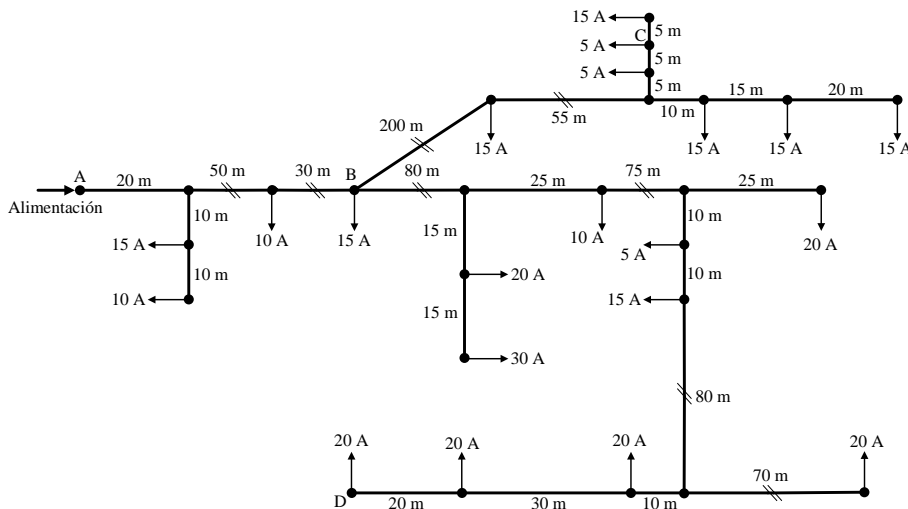 15 A
C
5 m
5 A
5 m
5 A
5 m
15 m
20 m
10 m
55 m
200 m
15 A
15 A
15 A
15 A
A
20 m
50 m
30 m
B
80 m
25 m
75 m
25 m
Alimentación
10 m
15 A
10 A
15 A
15 m
10 A
10 m
5 A
20 A
10 m
10 A
20 A
10 m
15 A
15 m
30 A
80 m
20 A
20 A
20 A
20 A
70 m
D
20 m
30 m
10 m